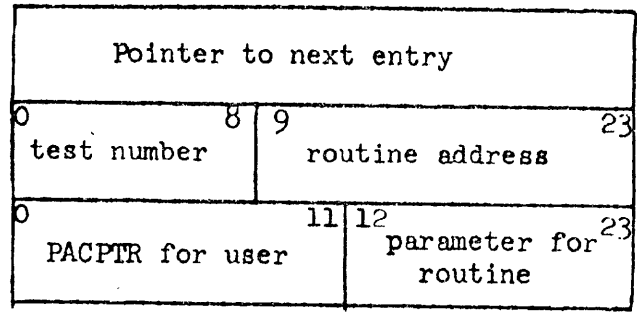 Pointer to next entry
0 8 9 23
test number routine address
0 11 12 23
PACPTR for user parameter for
routine